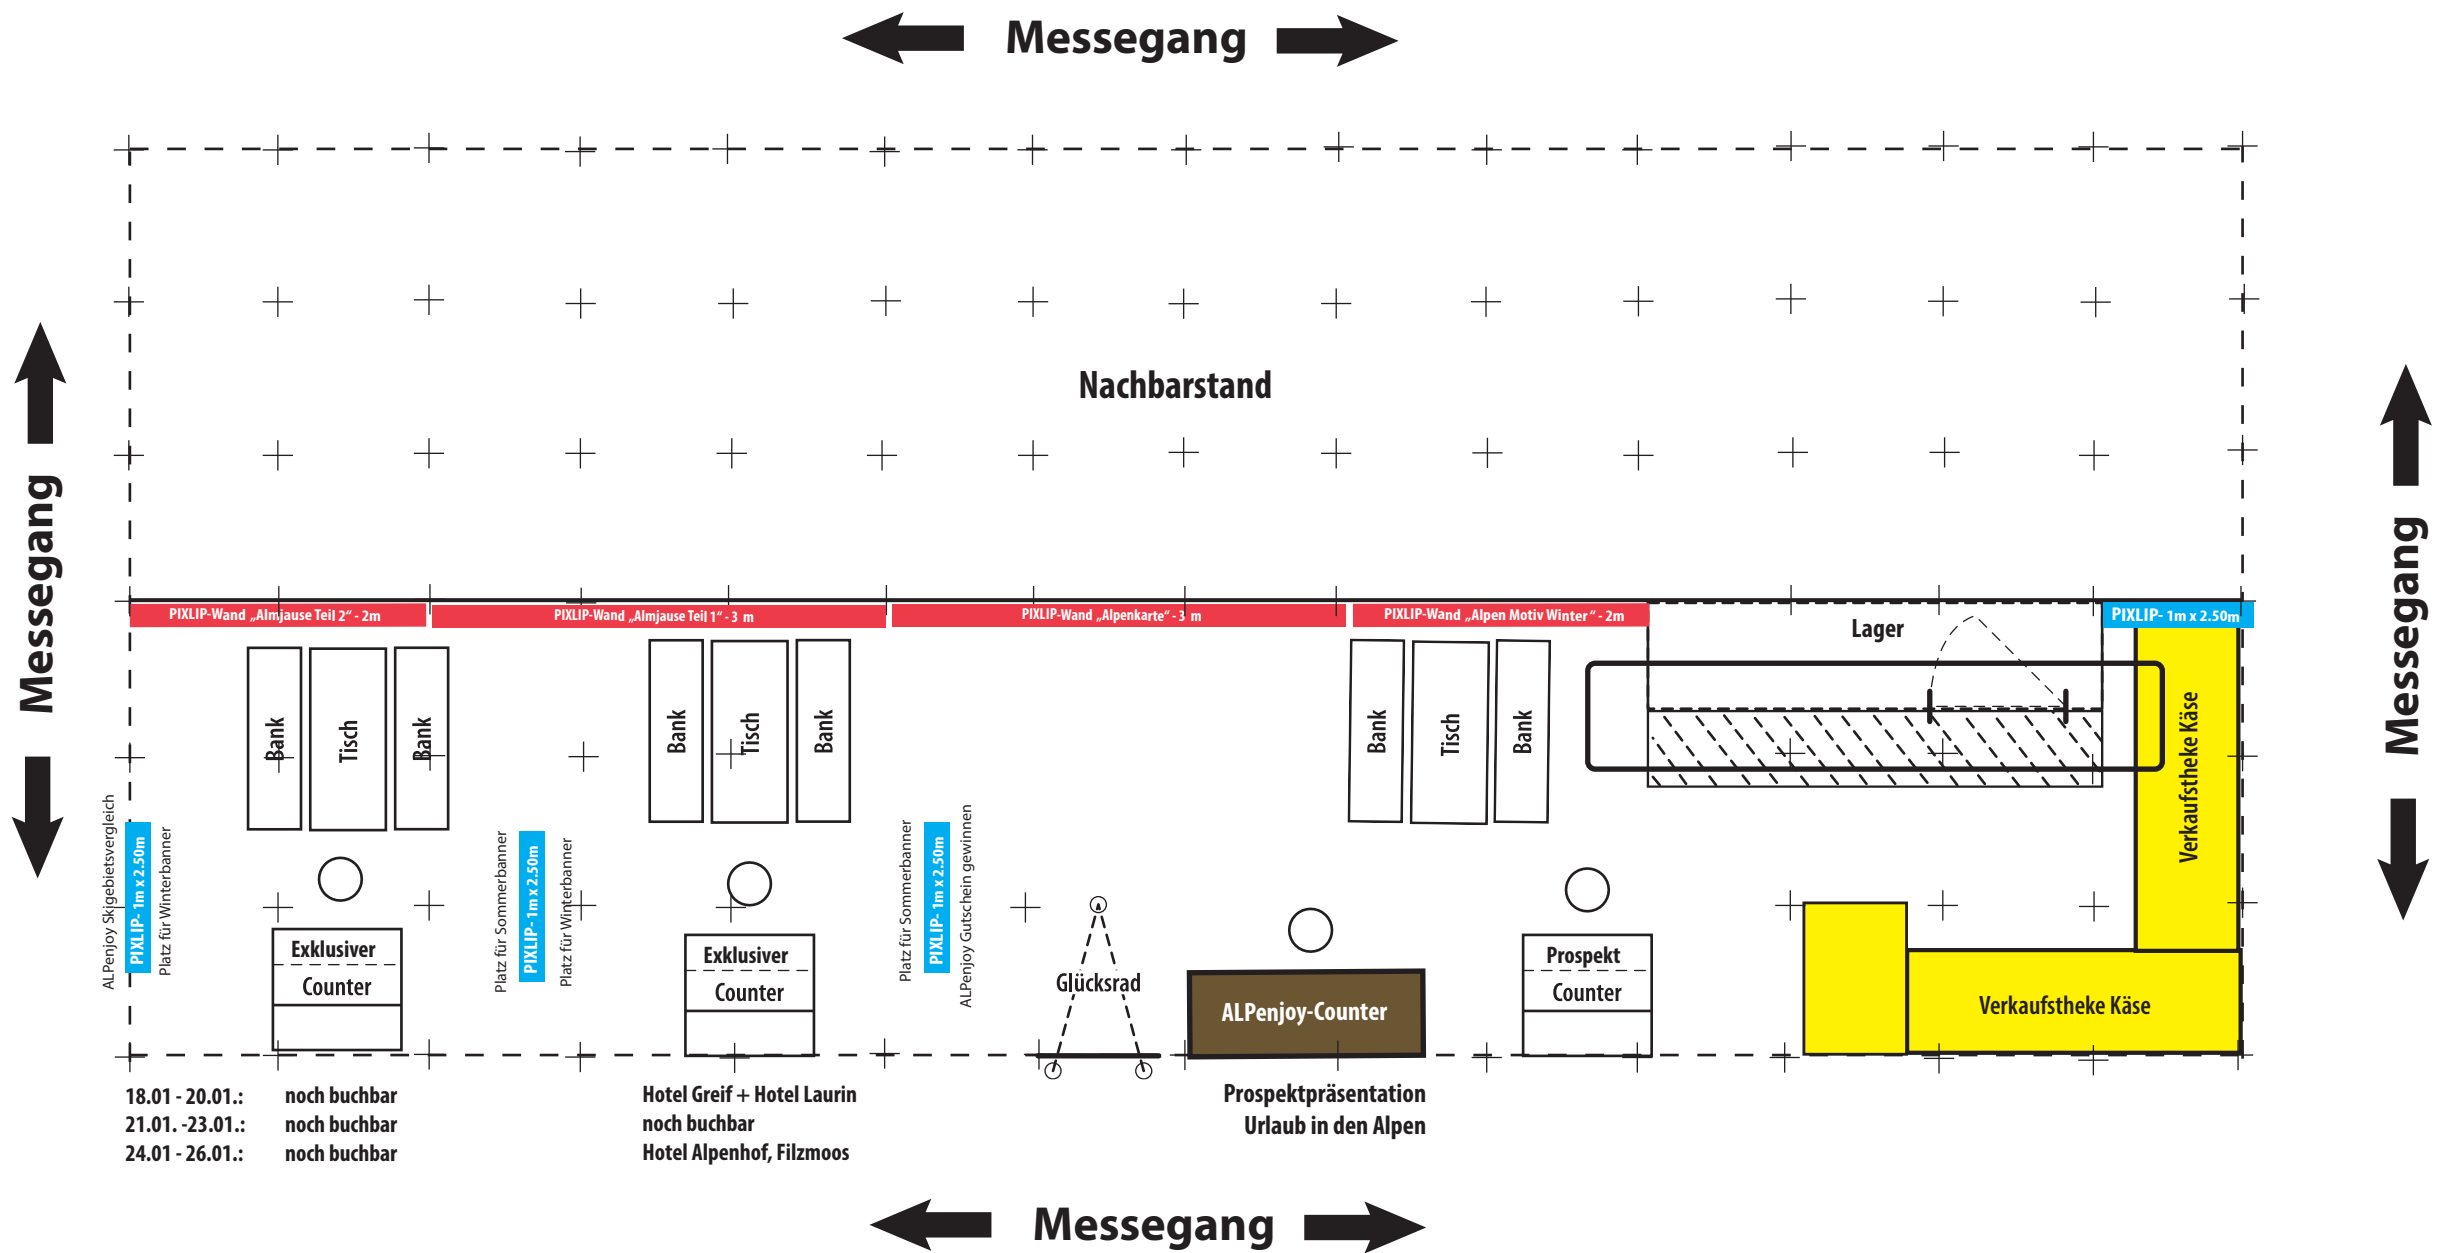 Messegang
Messegang
Nachbarstand
Messegang
PIXLIP-Wand „Almjause Teil 2“ - 2m
PIXLIP-Wand „Almjause Teil 1“ - 3 m
PIXLIP-Wand „Alpenkarte“ - 3 m
PIXLIP-Wand „Alpen Motiv Winter “ - 2m
PIXLIP- 1m x 2.50m
Lager
Bank
Tisch
Bank
Bank
Tisch
Bank
Bank
Tisch
Bank
Verkaufstheke Käse
ALPenjoy Skigebietsvergleich
PIXLIP- 1m x 2.50m
Platz für Winterbanner
Platz für Sommerbanner
PIXLIP- 1m x 2.50m
Platz für Winterbanner
Platz für Sommerbanner
PIXLIP- 1m x 2.50m
ALPenjoy Gutschein gewinnen
Exklusiver
Counter
Exklusiver
Counter
Glücksrad
ALPenjoy-Counter
Prospekt
Counter
Verkaufstheke Käse
18.01 - 20.01.: noch buchbar
21.01. -23.01.: noch buchbar
24.01 - 26.01.: noch buchbar
Hotel Greif + Hotel Laurin
noch buchbar
Hotel Alpenhof, Filzmoos
Prospektpräsentation
Urlaub in den Alpen
Messegang